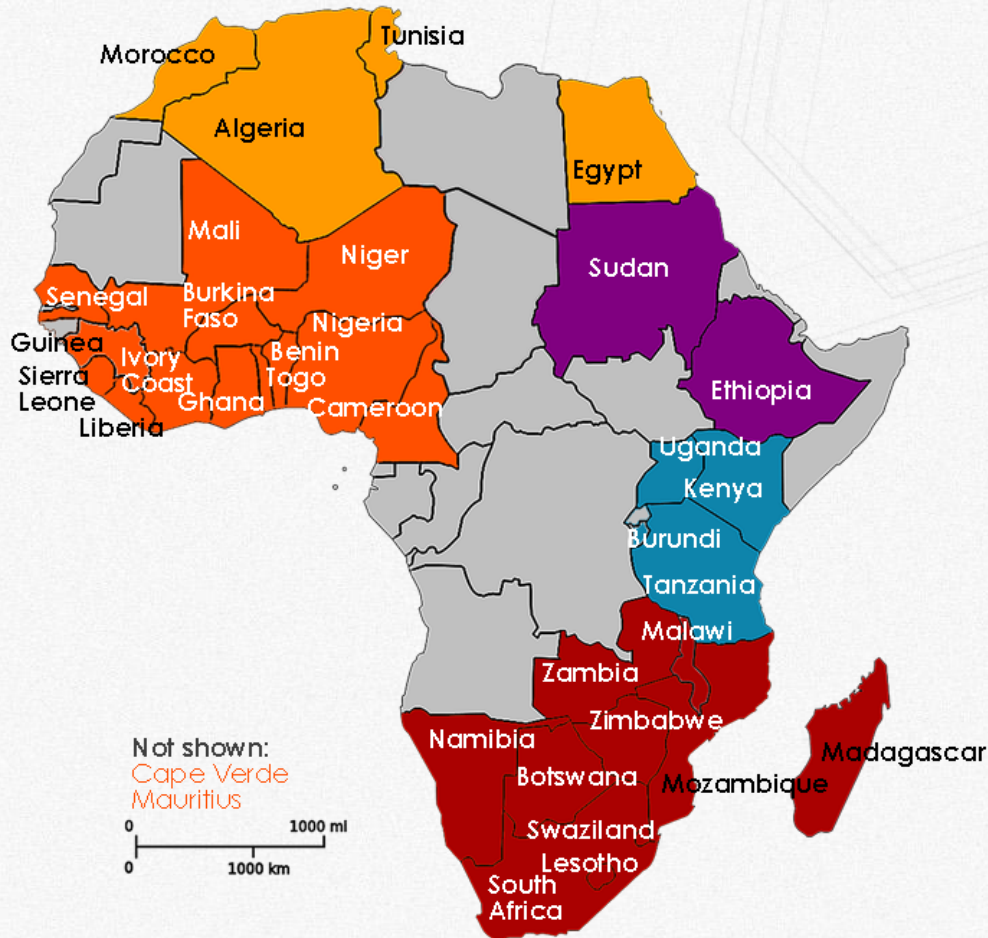 Tunisia
Morocco
Algeria
Egypt
Mali
Niger
Sudan
Senegal
Burkina
Faso
Nigeria
Guinea
Ivory
Coast
Benin
Togo
Sierra
Leone
Ghana
Cameroon
Liberia
Ethiopia
Uganda
Kenya
Burundi
Tanzania
Malawi
Zambia
Zimbabwe
Namibia
Botswana
Mozambique
Madagascar
Swaziland
Lesotho
South
Africa
Not shown:
Cape Verde
Mauritius
0 1000 mi
0 1000 km